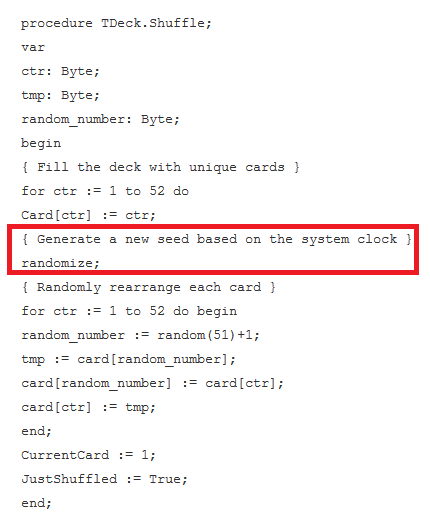 procedure TDeck.Shuffle;
var
ctr: Byte;
tmp: Byte;
random_number: Byte;
begin
{ Fill the deck with unique cards }
for ctr := 1 to 52 do
Card[ctr] := ctr;
{ Generate a new seed based on the system clock }
randomize;
{ Randomly rearrange each card }
for ctr := 1 to 52 do begin
random_number := random(51)+1;
tmp := card[random_number];
card[random_number] := card[ctr];
card[ctr] := tmp;
end;
CurrentCard := 1;
JustShuffled := True;
end;